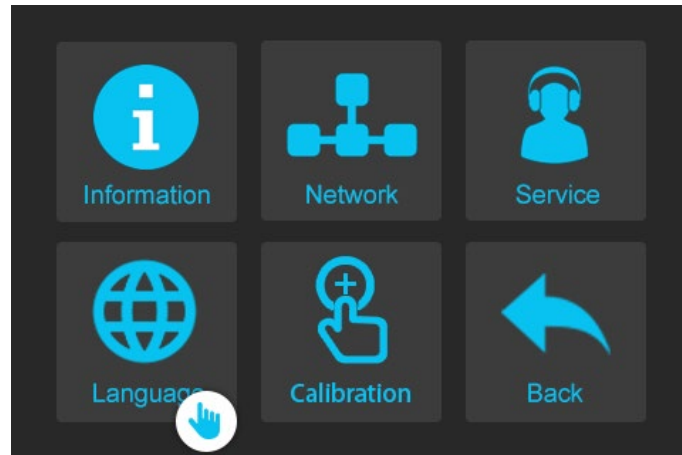 Information
Network
Service
Language
Calibration
Back